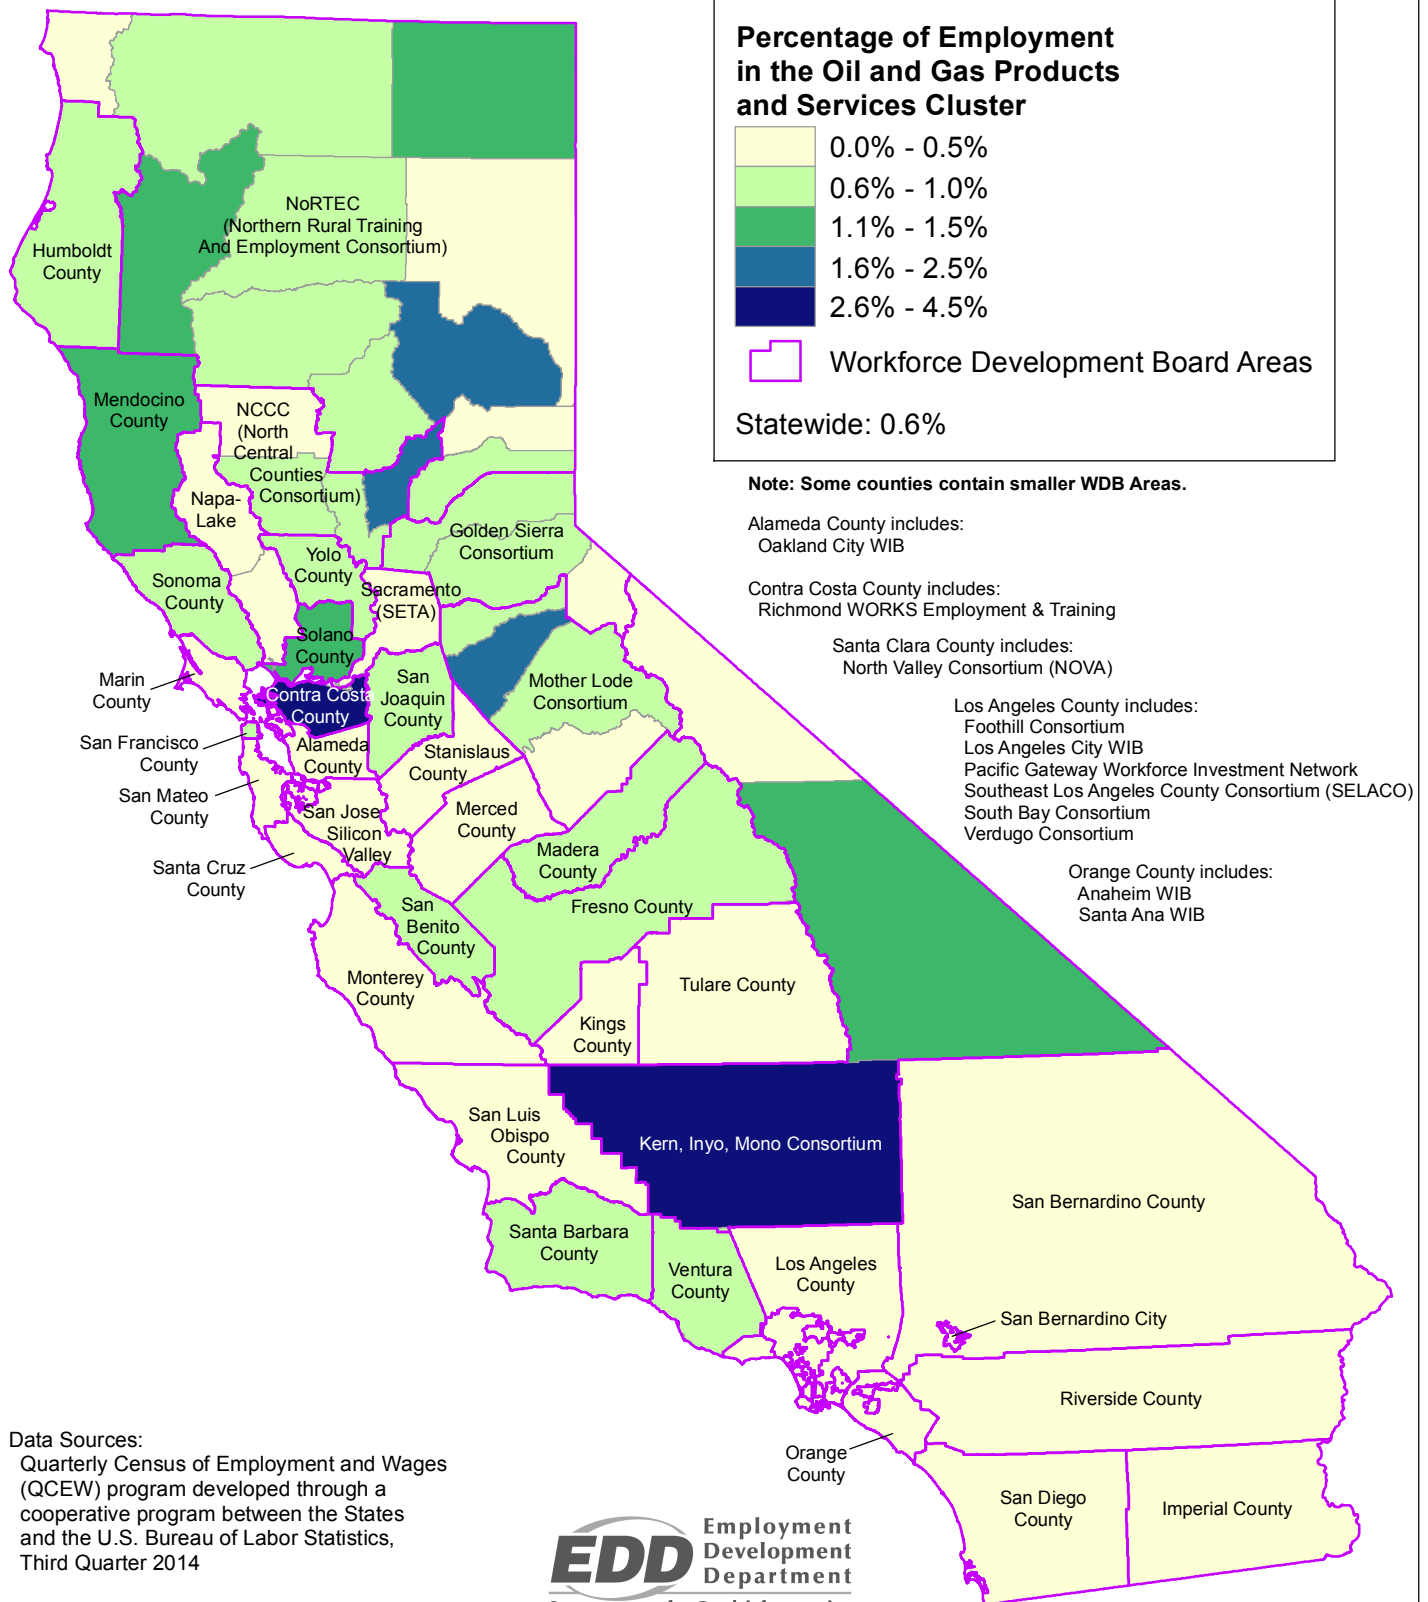 Percentage of Employment
in the Oil and Gas Products
and Services Cluster
0.0% - 0.5%
0.6% - 1.0%
1.1% - 1.5%
1.6% - 2.5%
2.6% - 4.5%
Workforce Development Board Areas
Statewide: 0.6%
Note: Some counties contain smaller WDB Areas.
Alameda County includes:
Oakland City WIB
Contra Costa County includes:
Richmond WORKS Employment & Training
Santa Clara County includes:
North Valley Consortium (NOVA)
Los Angeles County includes:
Foothill Consortium
Los Angeles City WIB
Pacific Gateway Workforce Investment Network
Southeast Los Angeles County Consortium (SELACO)
South Bay Consortium
Verdugo Consortium
Orange County includes:
Anaheim WIB
Santa Ana WIB
NoRTEC
(Northern Rural Training
And Employment Consortium)
Humboldt
County
Mendocino
County
NCCC
(North
Central
Counties
Consortium)
Napa-
Lake
Golden Sierra
Consortium
Yolo
County
Sonoma
County
Sacramento
(SETA)
Solano
County
Marin
County
Contra Costa
County
San
Joaquin
County
Mother Lode
Consortium
San Francisco
County
Alameda
County
Stanislaus
County
San Mateo
County
San Jose
Silicon
Valley
Merced
County
Santa Cruz
County
Madera
County
San
Benito
County
Fresno County
Monterey
County
Tulare County
Kings
County
San Luis
Obispo
County
Kern, Inyo, Mono Consortium
San Bernardino County
Santa Barbara
County
Ventura
County
Los Angeles
County
San Bernardino City
Riverside County
Orange
County
San Diego
County
Imperial County
Data Sources:
Quarterly Census of Employment and Wages
(QCEW) program developed through a
cooperative program between the States
and the U.S. Bureau of Labor Statistics,
Third Quarter 2014
EDD
Employment
Development
Department